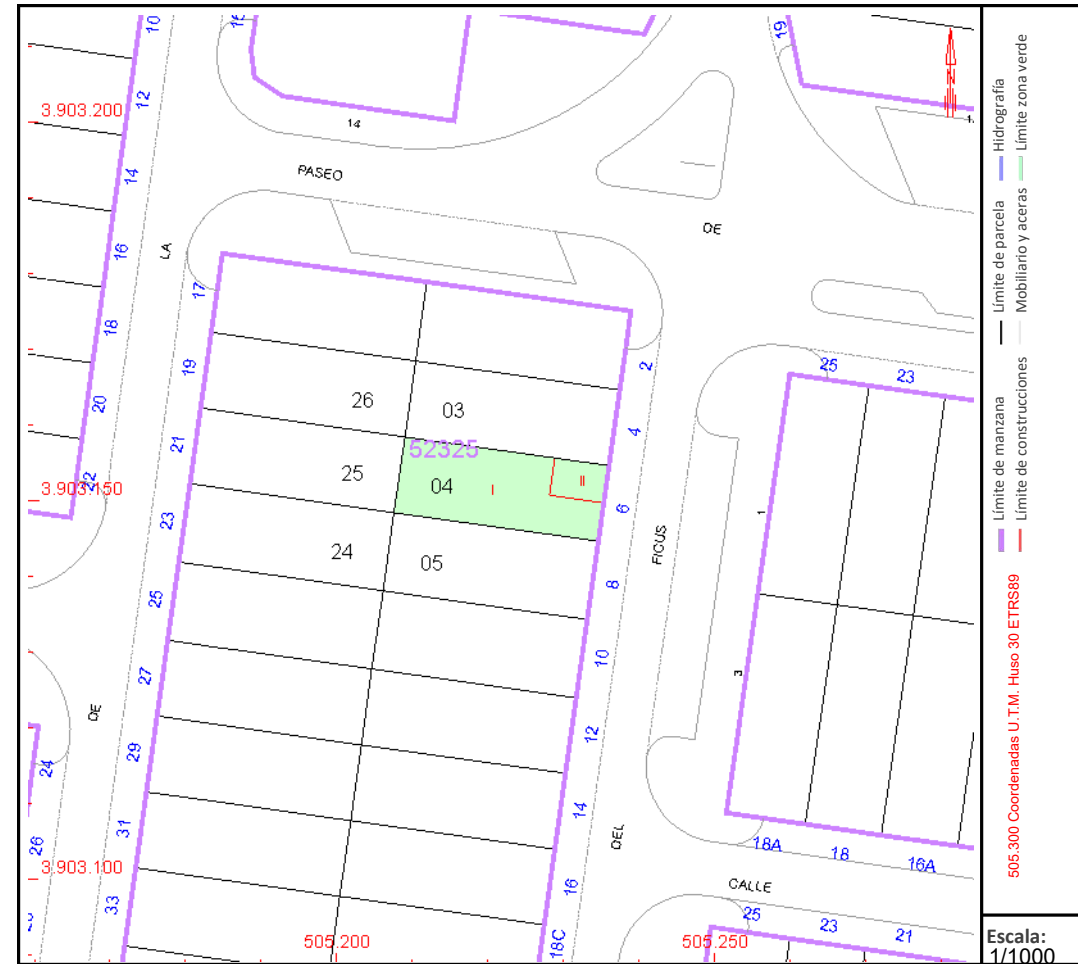 10
16
19
3.903.200
12
14
1
PASEO
14
DE
16
LA
17
18
2
25
23
19
20
26
03
4
52325
21
25
04
I
II
22
3.903.150
6
1
23
24
05
FICUS
8
25
10
27
3
DE
12
29
24
14
31
DEL
18A
18
16A
26
3.903.100
16
CALLE
33
25
23
21
18C
505.200
505.250
N
Hidrografía
Límite zona verde
Límite de parcela
Mobiliario y aceras
Límite de manzana
Límite de construcciones
505.300 Coordenadas U.T.M. Huso 30 ETRS89
Escala:
1/1000